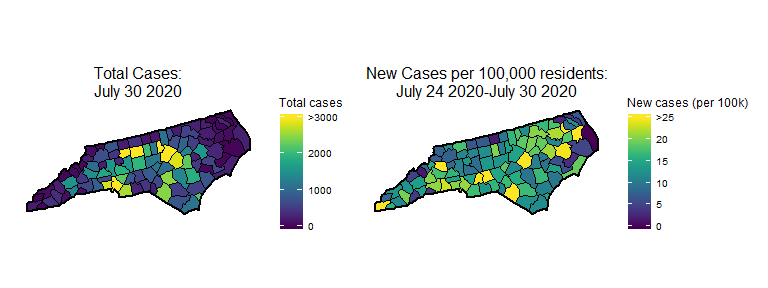 Total Cases:
July 30 2020
Total cases
>3000
2000
1000
0
New Cases per 100,000 residents:
July 24 2020-July 30 2020
New cases (per 100k)
>25
20
15
10
5
0